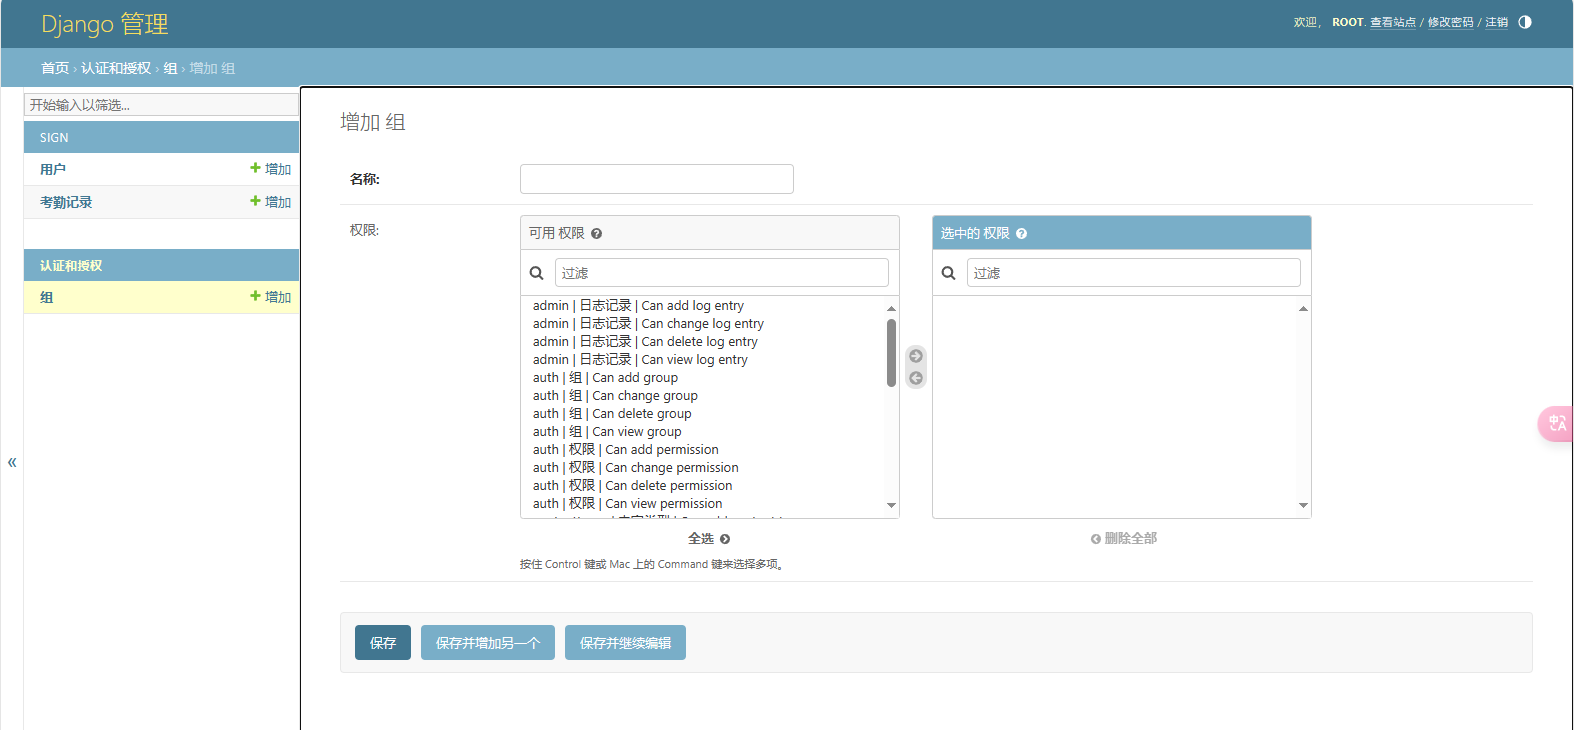 Django 管理
欢迎， ROOT. 查看站点 / 修改密码 / 注销
首页 › 认证和授权 › 组 › 增加 组
开始输入以筛选...
SIGN
用户 增加
考勤记录 增加
认证和授权
组 增加
«
增加 组
名称:
权限:
可用 权限
过滤
admin | 日志记录 | Can add log entry
admin | 日志记录 | Can change log entry
admin | 日志记录 | Can delete log entry
admin | 日志记录 | Can view log entry
auth | 组 | Can add group
auth | 组 | Can change group
auth | 组 | Can delete group
auth | 组 | Can view group
auth | 权限 | Can add permission
auth | 权限 | Can change permission
auth | 权限 | Can delete permission
auth | 权限 | Can view permission
全选
按住 Control 键或 Mac 上的 Command 键来选择多项。
选中的 权限
过滤
删除全部
保存 保存并增加另一个 保存并继续编辑
中 A